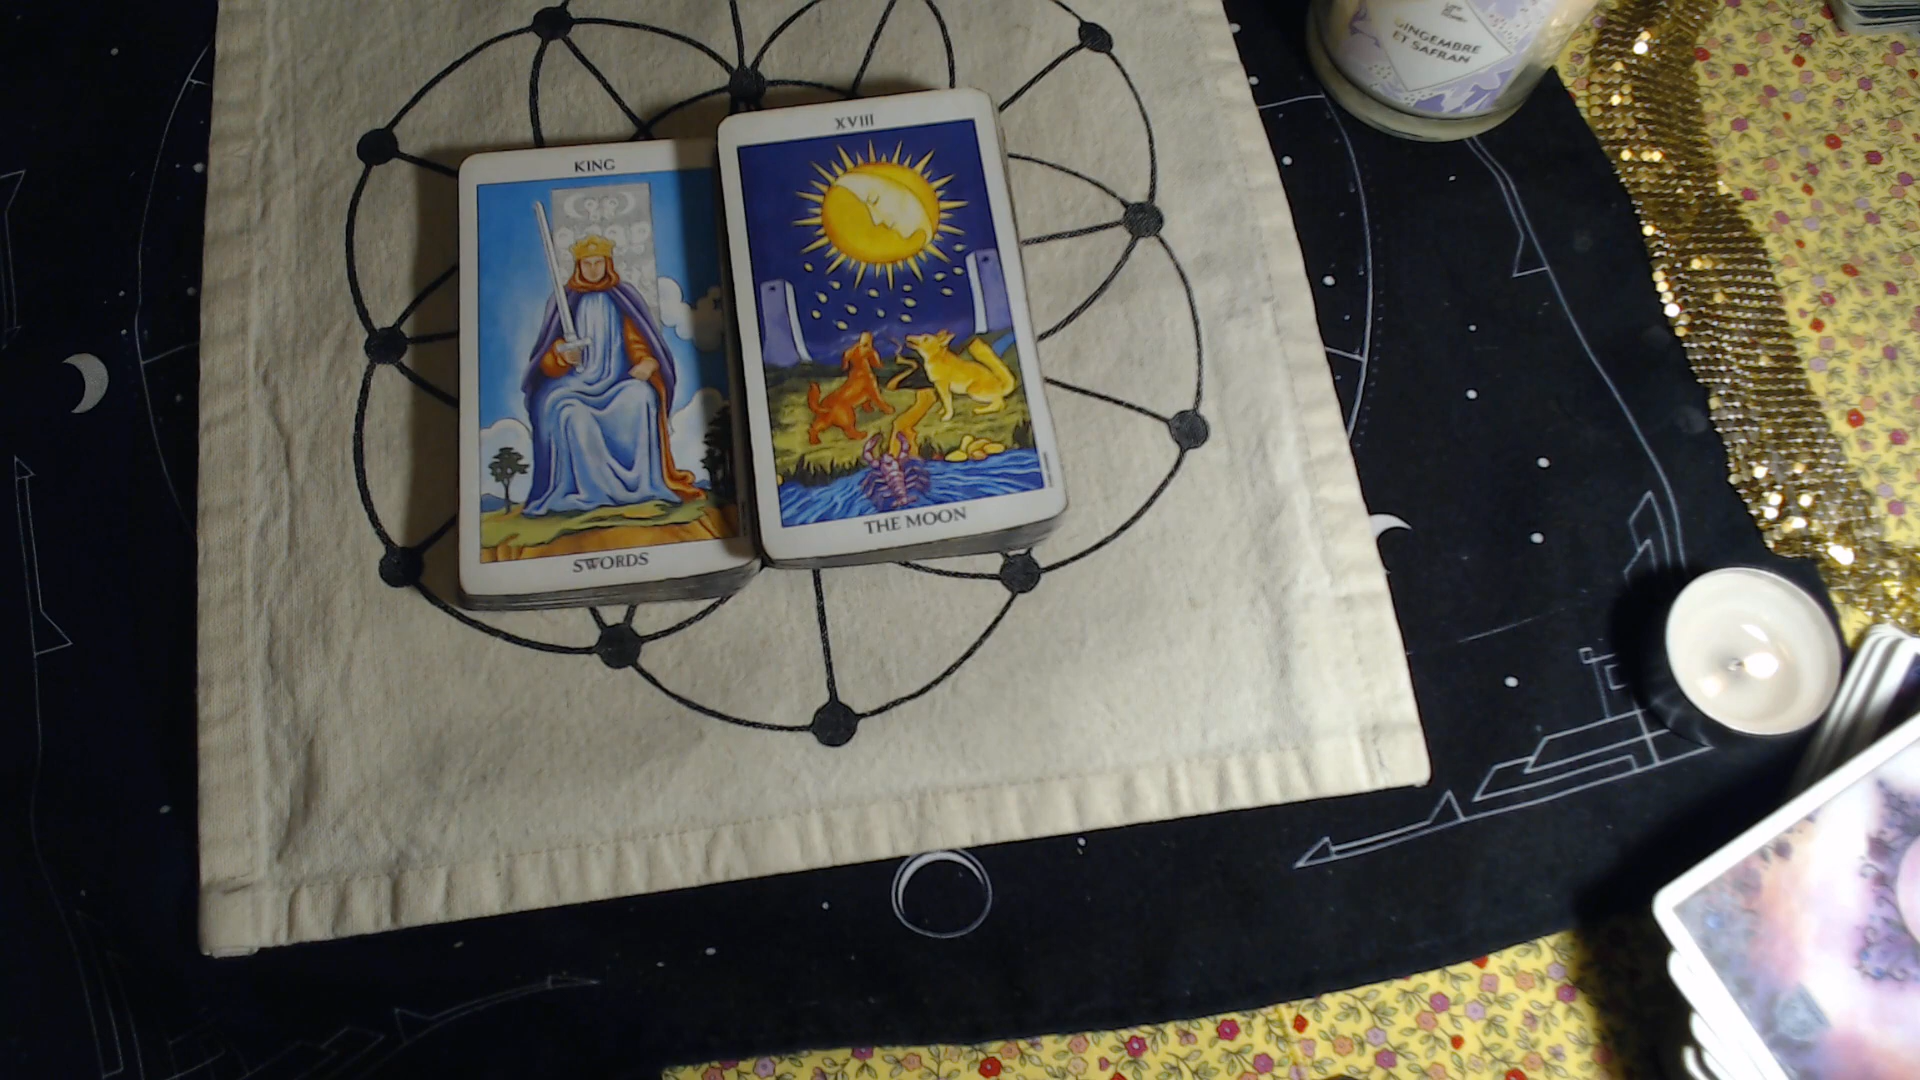 KING
SWORDS
XVIII
THE MOON
GINGEMBRE
ET SAFRAN